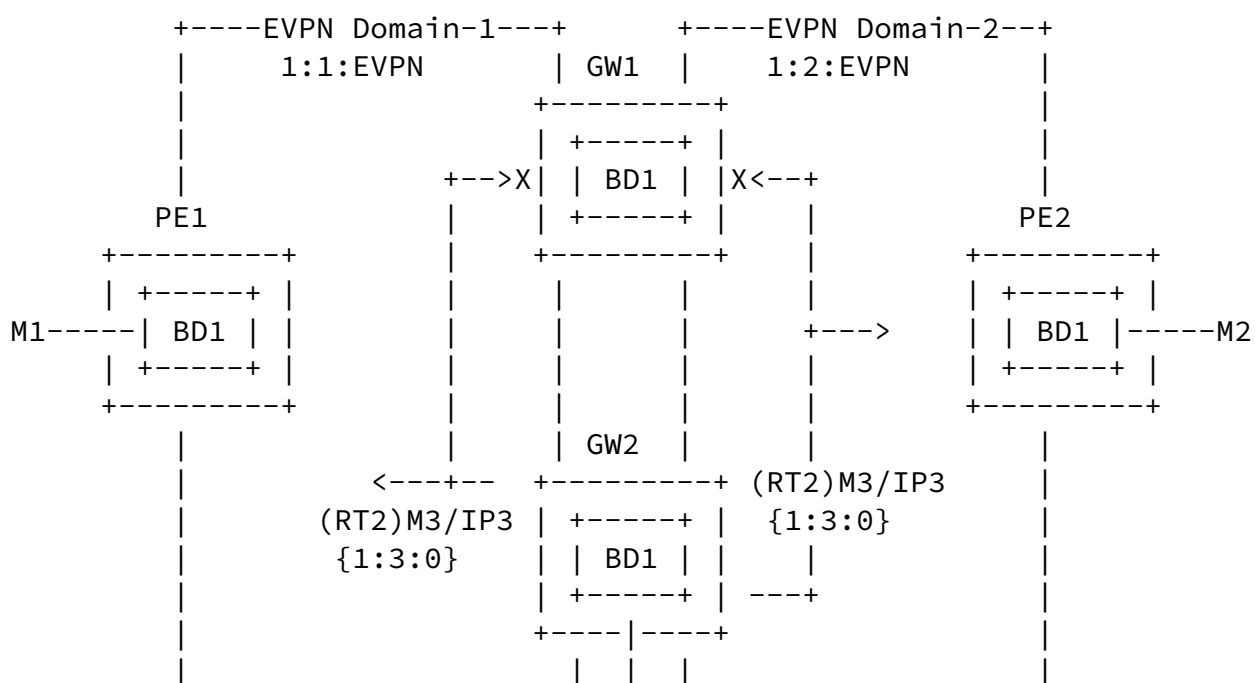 +----EVPN Domain-1---+      +----EVPN Domain-2--+
|     1:1:EVPN       | GW1  |    1:2:EVPN       |
+---------+
| +-----+ |
+-->X| | BD1 | |X<--+
PE1 | | +-----+ | | PE2
+---------+ | +---------+ | +---------+
| +-----+ | | | | | | +-----+ |
M1-----| BD1 | | | | | +---> | | BD1 |-----M2
| +-----+ | | | | | | +-----+ |
+---------+ | | | | +---------+
| | | GW2 | | |
<---+-- +---------+ (RT2)M3/IP3
(RT2)M3/IP3 | +-----+ | {1:3:0}
{1:3:0} | | BD1 | | |
| +-----+ | ---+
+----|----+
| | | | |